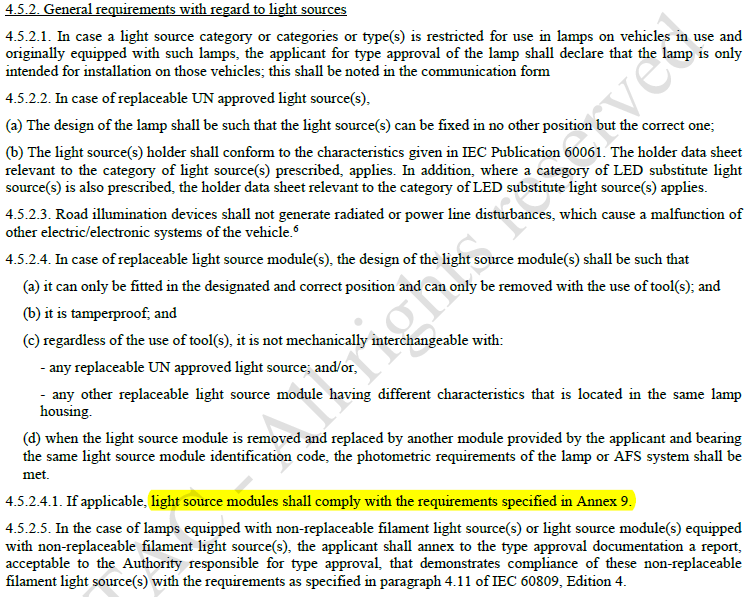 4.5.2. General requirements with regard to light sources
4.5.2.1. In case a light source category or categories or type(s) is restricted for use in lamps on vehicles in use and
originally equipped with such lamps, the applicant for type approval of the lamp shall declare that the lamp is only
intended for installation on those vehicles; this shall be noted in the communication form
4.5.2.2. In case of replaceable UN approved light source(s),
(a) The design of the lamp shall be such that the light source(s) can be fixed in no other position but the correct one;
(b) The light source(s) holder shall conform to the characteristics given in IEC Publication 60061. The holder data sheet
relevant to the category of light source(s) prescribed, applies. In addition, where a category of LED substitute light
source(s) is also prescribed, the holder data sheet relevant to the category of LED substitute light source(s) applies.
4.5.2.3. Road illumination devices shall not generate radiated or power line disturbances, which cause a malfunction of
other electric/electronic systems of the vehicle.⁶
4.5.2.4. In case of replaceable light source module(s), the design of the light source module(s) shall be such that
(a) it can only be fitted in the designated and correct position and can only be removed with the use of tool(s); and
(b) it is tamperproof; and
(c) regardless of the use of tool(s), it is not mechanically interchangeable with:
- any replaceable UN approved light source; and/or,
- any other replaceable light source module having different characteristics that is located in the same lamp
housing.
(d) when the light source module is removed and replaced by another module provided by the applicant and bearing
the same light source module identification code, the photometric requirements of the lamp or AFS system shall be
met.
4.5.2.4.1. If applicable, light source modules shall comply with the requirements specified in Annex 9.
4.5.2.5. In the case of lamps equipped with non-replaceable filament light source(s) or light source module(s) equipped
with non-replaceable filament light source(s), the applicant shall annex to the type approval documentation a report,
acceptable to the Authority responsible for type approval, that demonstrates compliance of these non-replaceable
filament light source(s) with the requirements as specified in paragraph 4.11 of IEC 60809, Edition 4.
TAC - All rights reserved.